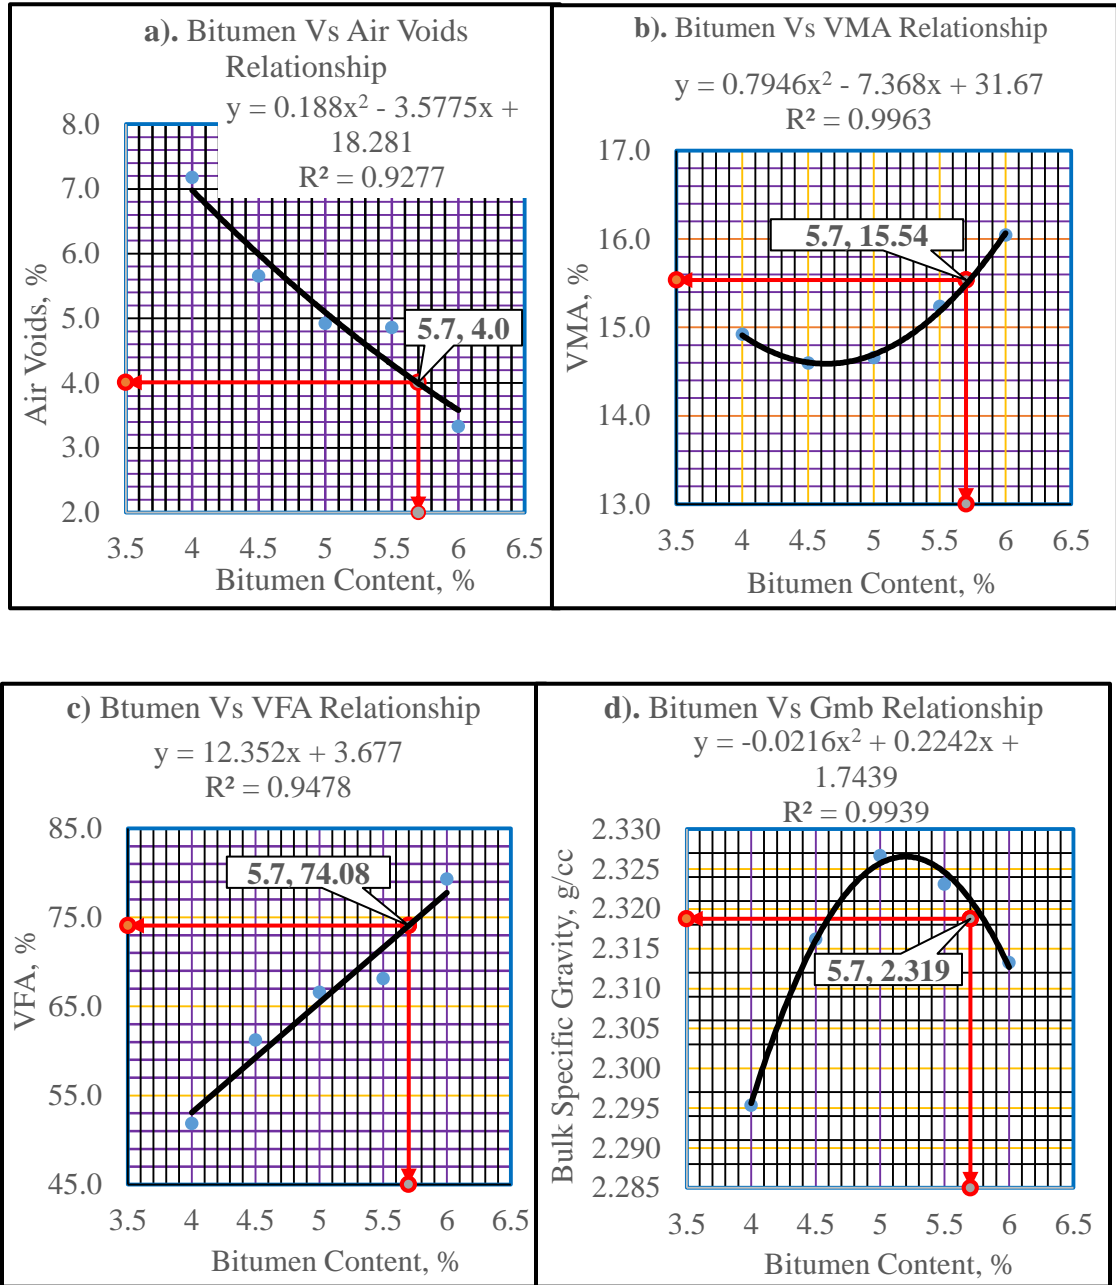 a). Bitumen Vs Air Voids
Relationship
y = 0.188x² - 3.5775x +
18.281
R² = 0.9277
8.0
7.0
6.0
5.0
4.0
3.0
2.0
Air Voids, %
5.7, 4.0
3.5 4 4.5 5 5.5 6 6.5
Bitumen Content, %
b). Bitumen Vs VMA Relationship
y = 0.7946x² - 7.368x + 31.67
R² = 0.9963
17.0
16.0
15.0
14.0
13.0
VMA, %
5.7, 15.54
3.5 4 4.5 5 5.5 6 6.5
Bitumen Content, %
c) Btumen Vs VFA Relationship
y = 12.352x + 3.677
R² = 0.9478
85.0
75.0
65.0
55.0
45.0
VFA, %
5.7, 74.08
3.5 4 4.5 5 5.5 6 6.5
Bitumen Content, %
d). Bitumen Vs Gmb Relationship
y = -0.0216x² + 0.2242x +
1.7439
R² = 0.9939
2.330
2.325
2.320
2.315
2.310
2.305
2.300
2.295
2.290
2.285
Bulk Specific Gravity, g/cc
5.7, 2.319
3.5 4 4.5 5 5.5 6 6.5
Bitumen Content, %